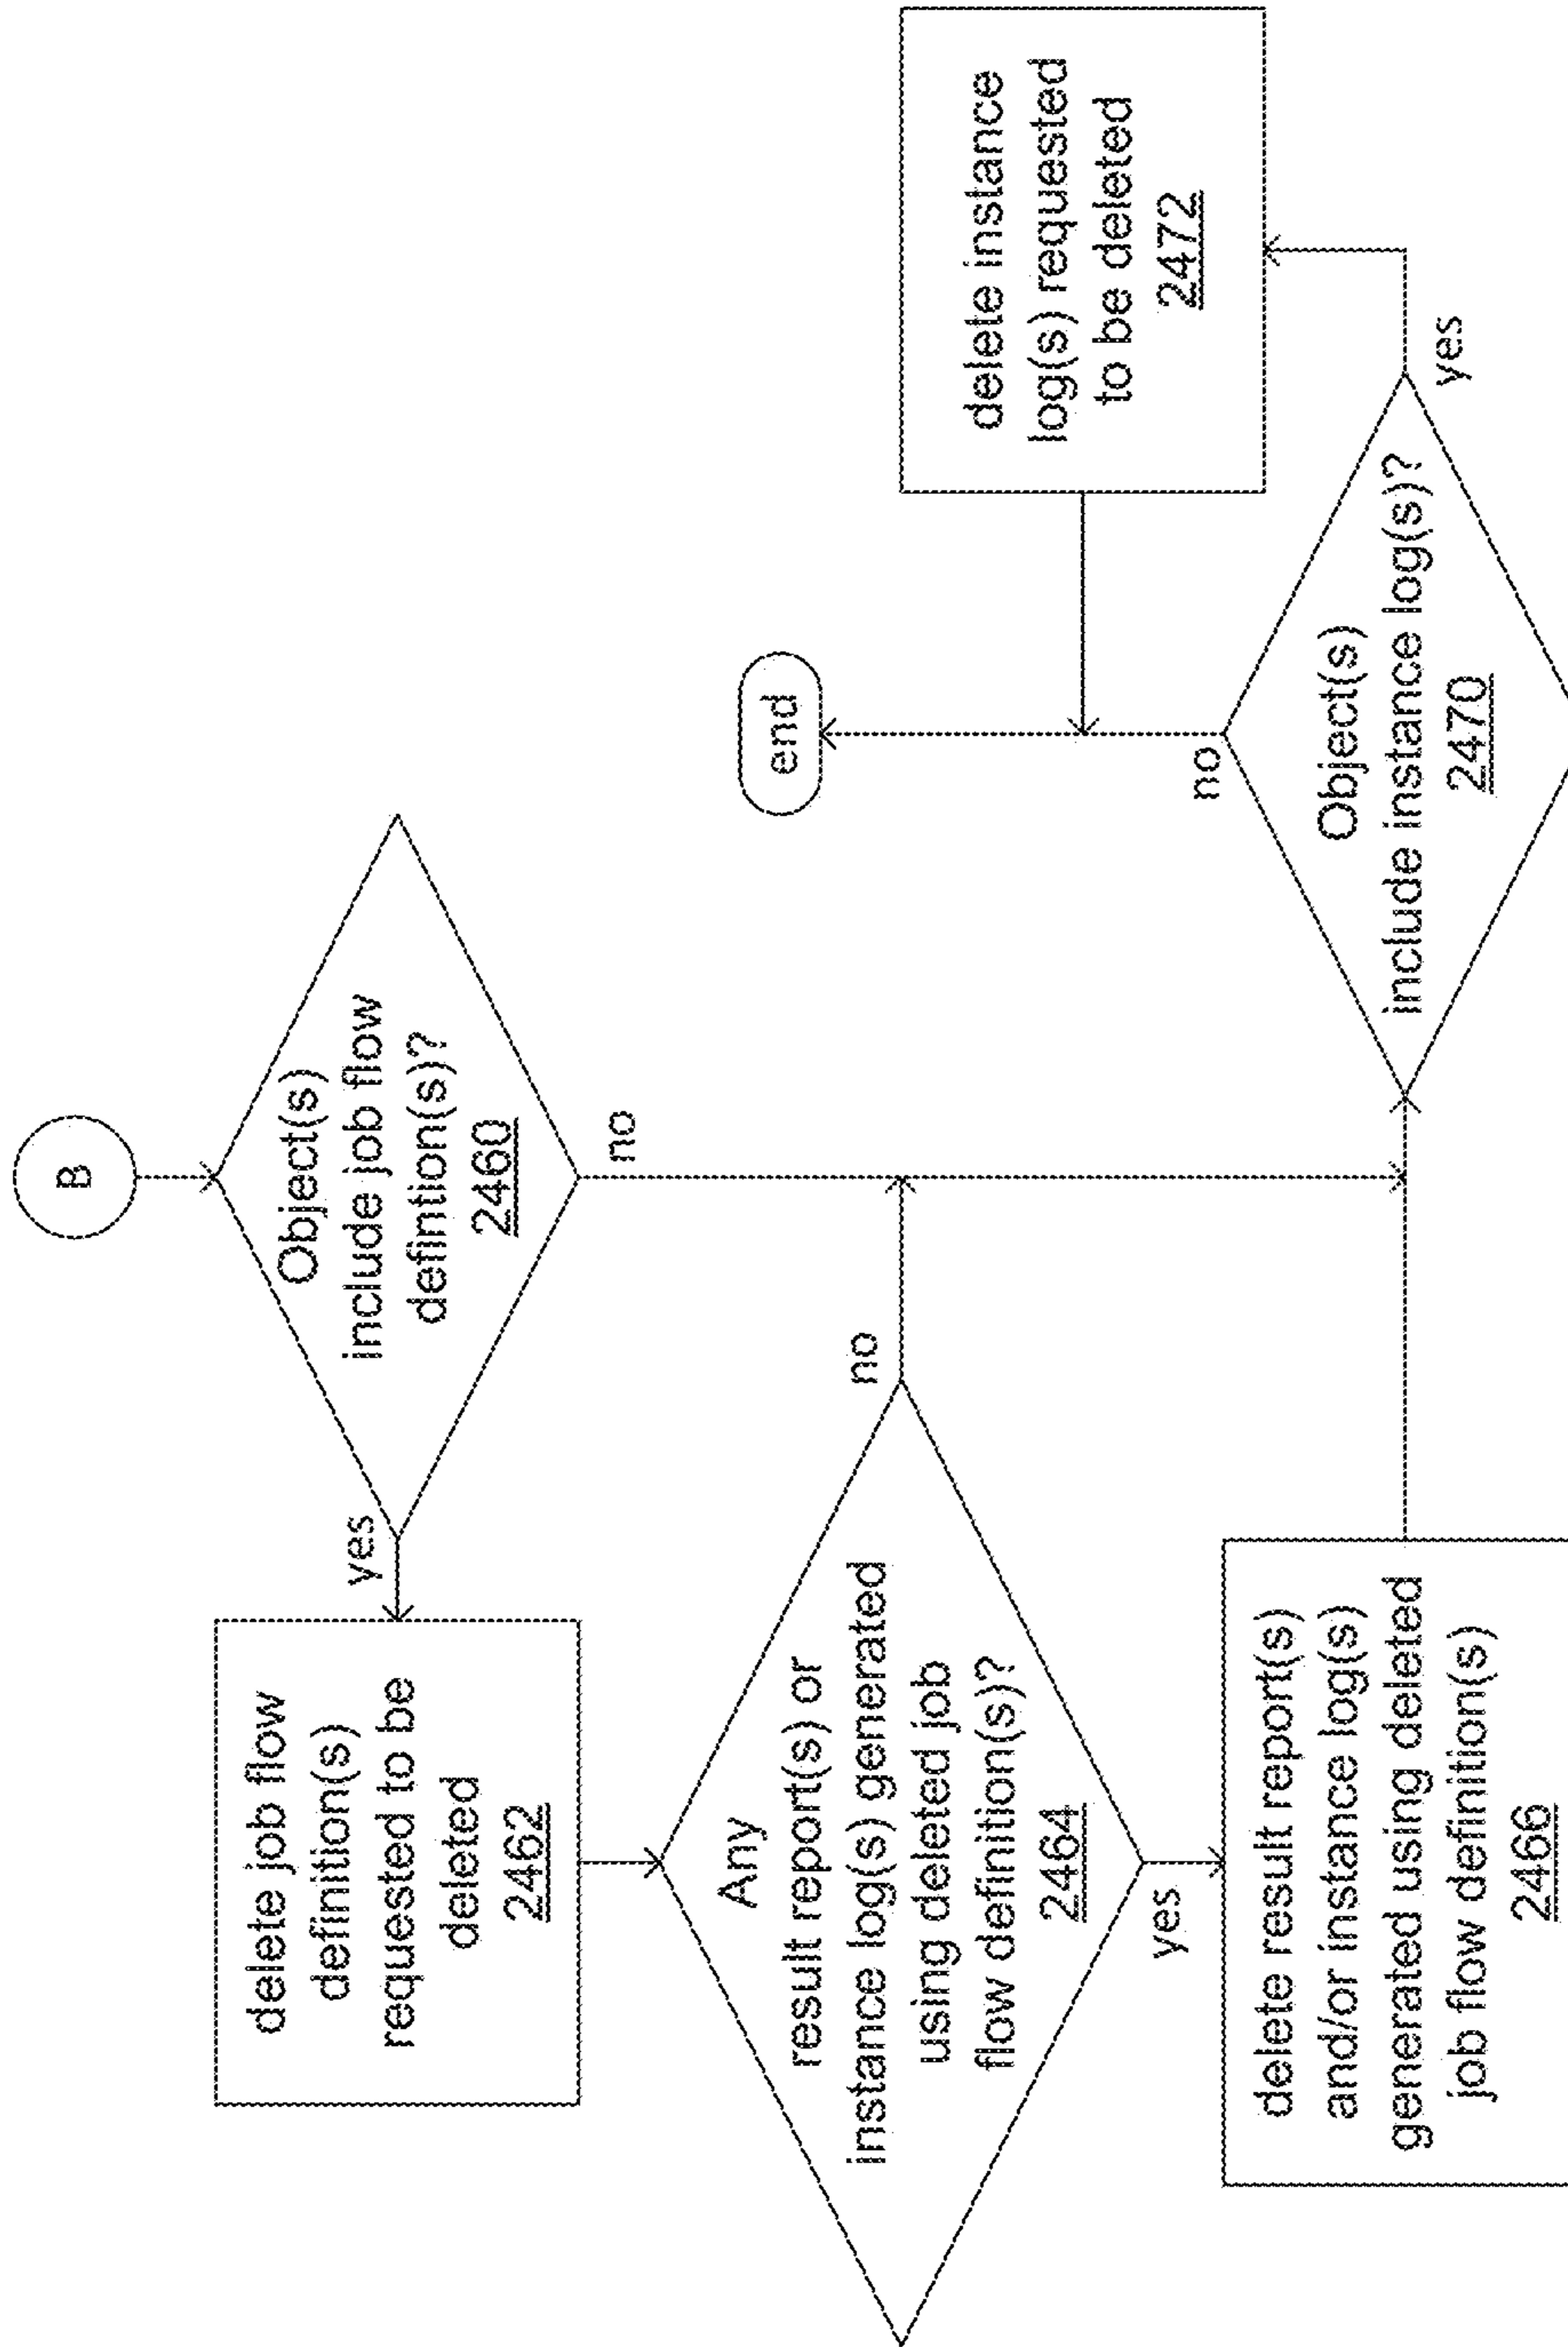 B
Object(s)
include job flow
defintion(s)?
2460
yes
no
delete job flow
definition(s)
requested to be
deleted
2462
Any
result report(s) or
instance log(s) generated
using deleted job
flow definition(s)?
2464
no
yes
delete result report(s)
and/or instance log(s)
generated using deleted
job flow definition(s)
2466
Object(s)
include instance log(s)?
2470
no
yes
delete instance
log(s) requested
to be deleted
2472
end